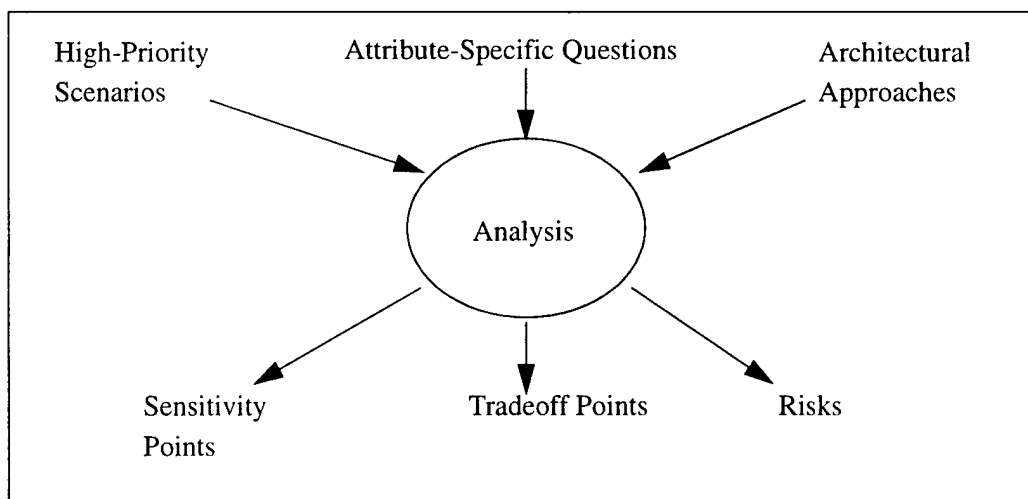 High-Priority
Scenarios
Attribute-Specific Questions
Architectural
Approaches
Analysis
Sensitivity
Points
Tradeoff Points
Risks